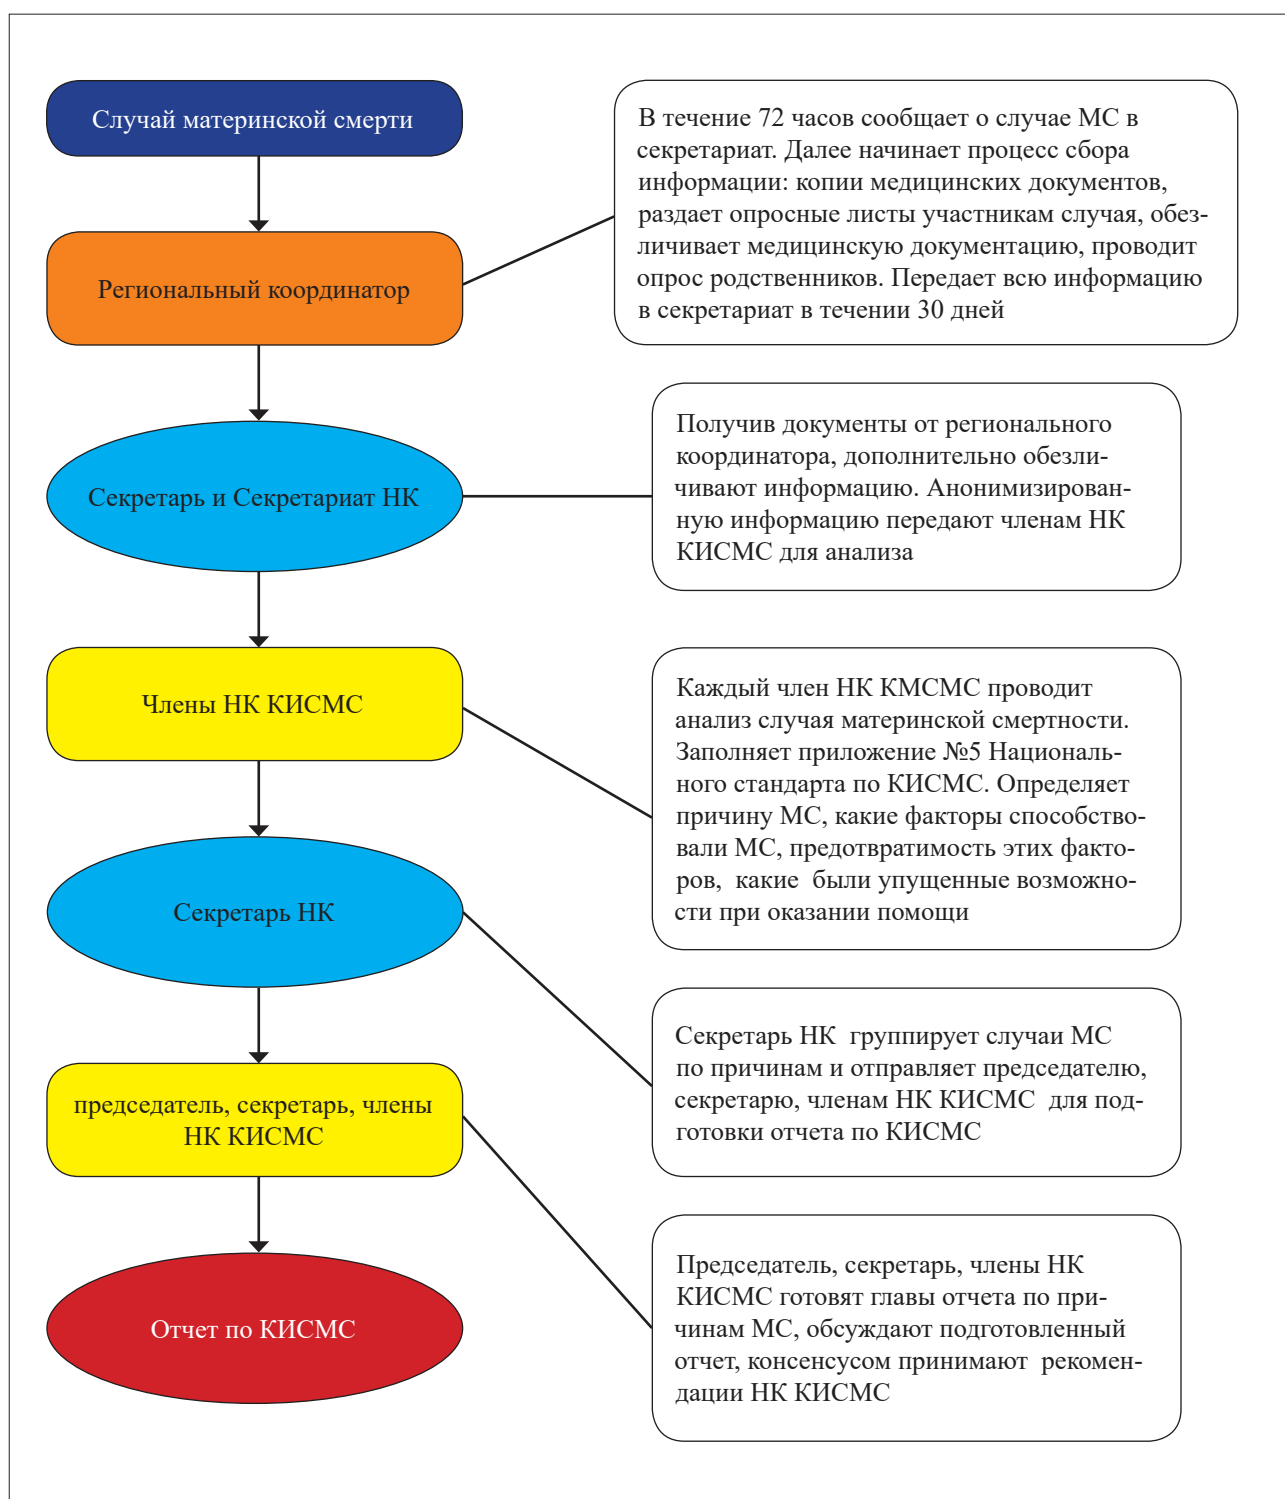 Случай материнской смерти
В течение 72 часов сообщает о случае МС в
секретариат. Далее начинает процесс сбора
информации: копии медицинских документов,
раздает опросные листы участникам случая, обез-
личивает медицинскую документацию, проводит
опрос родственников. Передает всю информацию
в секретариат в течении 30 дней
Региональный координатор
Получив документы от регионального
координатора, дополнительно обезли-
чивают информацию. Анонимизирован-
ную информацию передают членам НК
КИСМС для анализа
Секретарь и Секретариат НК
Члены НК КИСМС
Каждый член НК КМСМС проводит
анализ случая материнской смертности.
Заполняет приложение №5 Националь-
ного стандарта по КИСМС. Определяет
причину МС, какие факторы способство-
вали МС, предотвратимость этих факто-
ров, какие были упущенные возможно-
сти при оказании помощи
Секретарь НК
Секретарь НК группирует случаи МС
по причинам и отправляет председателю,
секретарю, членам НК КИСМС для под-
готовки отчета по КИСМС
председатель, секретарь, члены
НК КИСМС
Председатель, секретарь, члены НК
КИСМС готовят главы отчета по при-
чинам МС, обсуждают подготовленный
отчет, консенсусом принимают рекомен-
дации НК КИСМС
Отчет по КИСМС